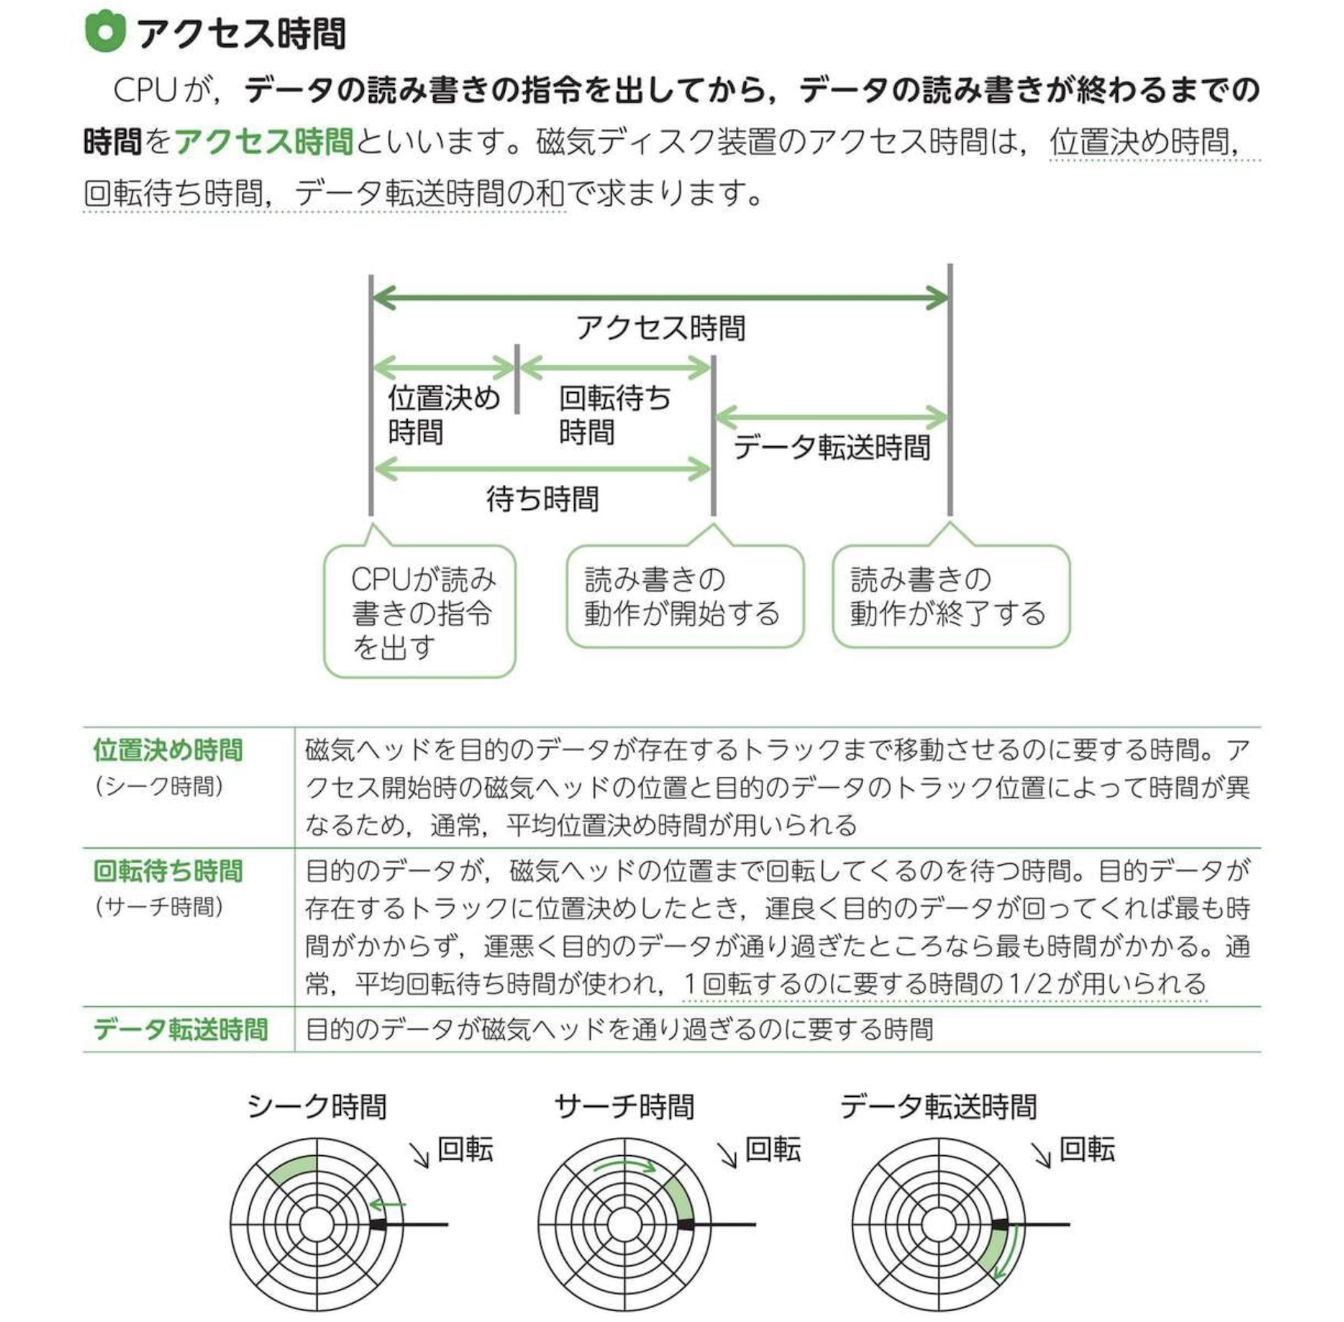 アクセス時間
CPUが，データの読み書きの指令を出してから，データの読み書きが終わるまでの
時間をアクセス時間といいます。磁気ディスク装置のアクセス時間は，位置決め時間，
回転待ち時間，データ転送時間の和で求まります。
アクセス時間
位置決め
時間
回転待ち
時間
データ転送時間
待ち時間
CPUが読み
書きの指令
を出す
読み書きの
動作が開始する
読み書きの
動作が終了する
位置決め時間
（シーク時間）
磁気ヘッドを目的のデータが存在するトラックまで移動させるのに要する時間。ア
クセス開始時の磁気ヘッドの位置と目的のデータのトラック位置によって時間が異
なるため，通常，平均位置決め時間が用いられる
回転待ち時間
（サーチ時間）
目的のデータが，磁気ヘッドの位置まで回転してくるのを待つ時間。目的データが
存在するトラックに位置決めしたとき，運良く目的のデータが回ってくれば最も時
間がかからず，運悪く目的のデータが通り過ぎたところなら最も時間がかかる。通
常，平均回転待ち時間が使われ，1回転するのに要する時間の1/2が用いられる
データ転送時間
目的のデータが磁気ヘッドを通り過ぎるのに要する時間
シーク時間
回転
サーチ時間
回転
データ転送時間
回転